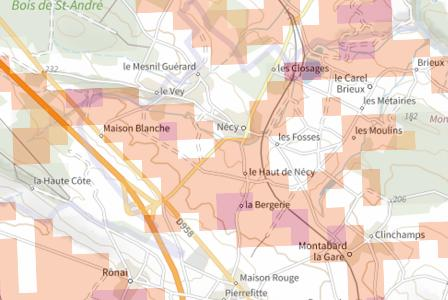 Bois de St-André
232
le Mesnil Guérard
les Closages
le Carel
Brieux
Brieux
le Vey
les Métairies
182
Maison Blanche
Nécy
les Fosses
les Moulins
la Haute Côte
le Haut de Nécy
206
la Bergerie
D958
Clinchamps
Montabard
la Gare
Ronai
Maison Rouge
Pierrefitte